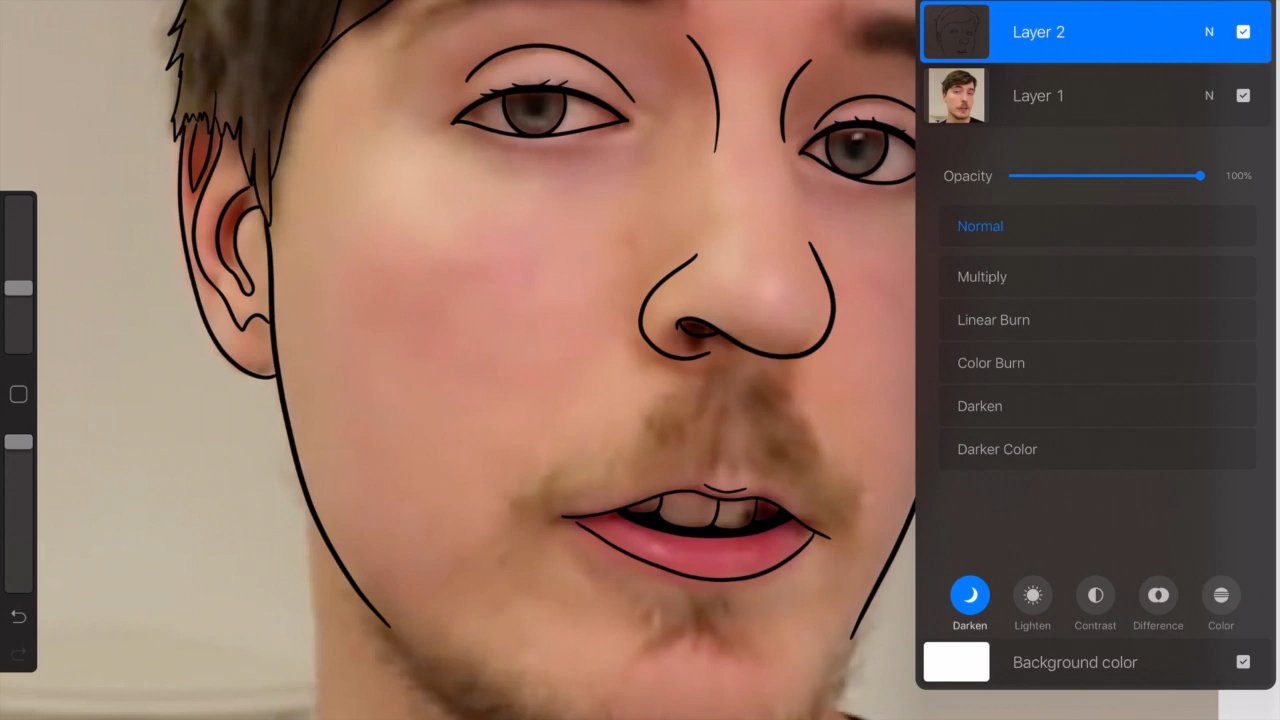 Layer 2 N
Layer 1 N
Opacity 100%
Normal
Multiply
Linear Burn
Color Burn
Darken
Darker Color
Darken Lighten Contrast Difference Color
Background color